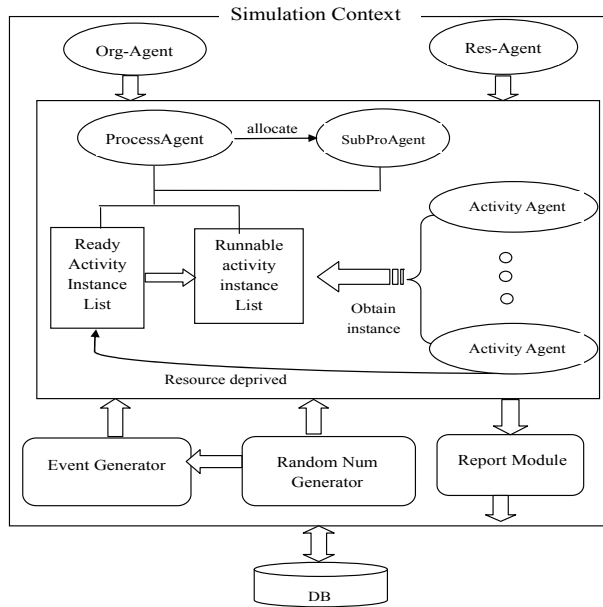 Simulation Context
Org-Agent
Res-Agent
ProcessAgent
allocate
SubProAgent
Activity Agent
Ready
Activity
Instance
List
Runnable
activity
instance
List
Obtain
instance
Activity Agent
Resource deprived
Event Generator
Random Num
Generator
Report Module
DB